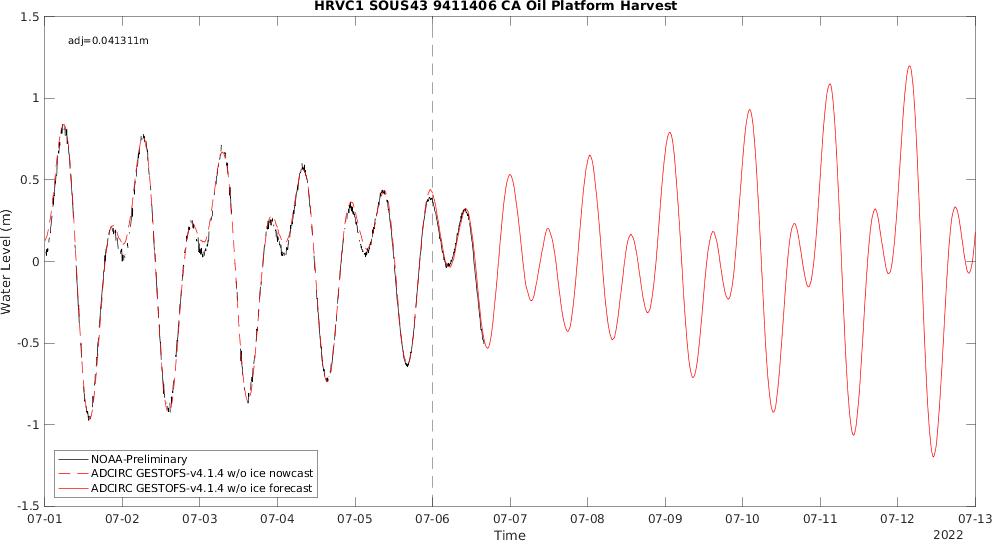 HRVC1 SOUS43 9411406 CA Oil Platform Harvest
1.5
adj=0.041311m
1
0.5
0
-0.5
-1
-1.5
Water Level (m)
NOAA-Preliminary
ADCIRC GESTOFS-v4.1.4 w/o ice nowcast
ADCIRC GESTOFS-v4.1.4 w/o ice forecast
07-01 07-02 07-03 07-04 07-05 07-06 07-07 07-08 07-09 07-10 07-11 07-12 07-13
Time
2022